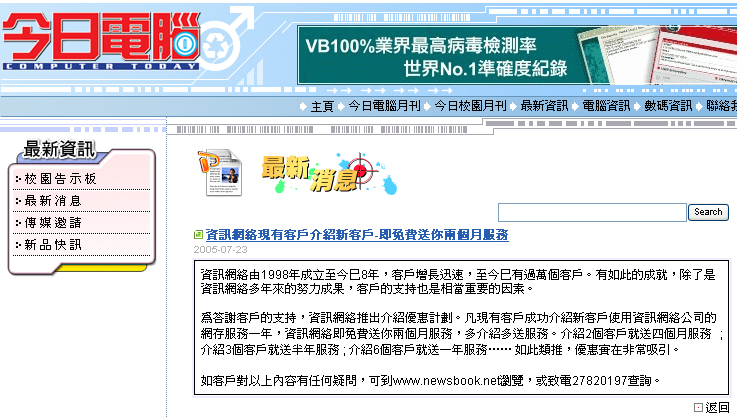 今日電腦
COMPUTER TODAY
VB100%業界最高病毒檢測率
世界No.1準確度紀錄
主頁 今日電腦月刊 今日校園月刊 最新資訊 電腦資訊 數碼資訊 聯絡我
最新資訊
校園告示板
最新消息
傳媒邀請
新品快訊
最新消息
Search
資訊網絡現有客戶介紹新客戶-即免費送你兩個月服務
2005-07-23
資訊網絡由1998年成立至今已8年，客戶增長迅速，至今已有過萬個客戶。有如此的成就，除了是
資訊網絡多年來的努力成果，客戶的支持也是相當重要的因素。
爲答謝客戶的支持，資訊網絡推出介紹優惠計劃。凡現有客戶成功介紹新客戶使用資訊網絡公司的
網存服務一年，資訊網絡即免費送你兩個月服務，多介紹多送服務。介紹2個客戶就送四個月服務 ;
介紹3個客戶就送半年服務 ; 介紹6個客戶就送一年服務…… 如此類推，優惠實在非常吸引。
如客戶對以上內容有任何疑問，可到www.newsbook.net瀏覽，或致電27820197查詢。
返回